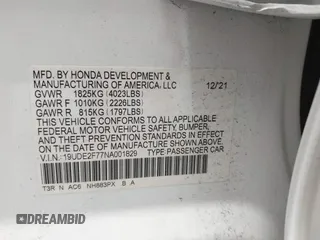 MFD. BY HONDA DEVELOPMENT &
MANUFACTURING OF AMERICA, LLC
GVWR 1825KG (4023LBS) 12/21
GAWR F 1010KG (2226LBS)
GAWR R 815KG (1797LBS)
THIS VEHICLE CONFORMS TO ALL APPLICABLE
FEDERAL MOTOR VEHICLE SAFETY, BUMPER, AND
THEFT PREVENTION STANDARDS IN EFFECT ON THE
DATE OF MANUFACTURE SHOWN ABOVE.
V.I.N.: 19UDE2F77NA001829 TYPE PASSENGER CAR
T3R N AC6 NH883PX B A
DREAMBID